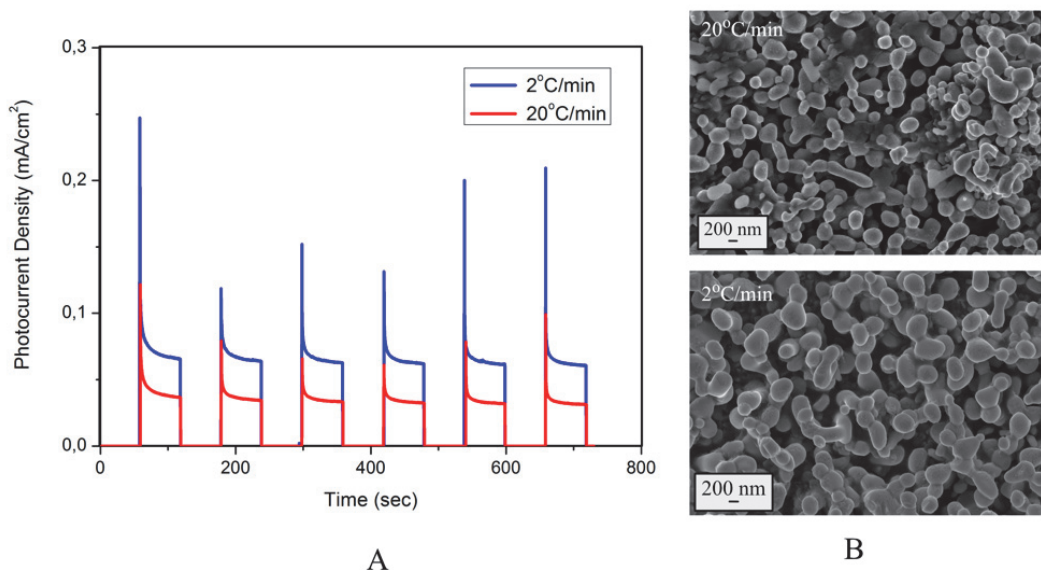 0,3
0,2
0,1
0,0
0
200
400
600
800
Photocurrent Density (mA/cm²)
Time (sec)
2°C/min
20°C/min
A
20°C/min
200 nm
2°C/min
200 nm
B